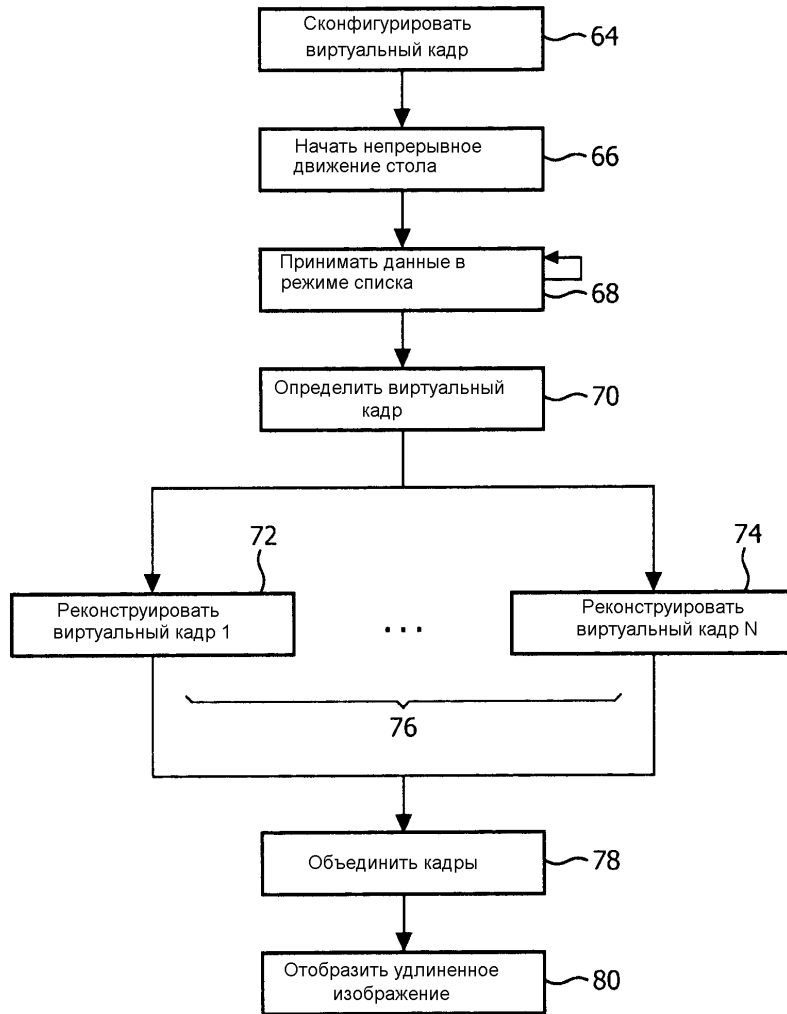 Сконфигурировать
виртуальный кадр
64
Начать непрерывное
движение стола
66
Принимать данные в
режиме списка
68
Определить виртуальный
кадр
70
72
74
Реконструировать
виртуальный кадр 1
...
Реконструировать
виртуальный кадр N
76
Объединить кадры
78
Отобразить удлиненное
изображение
80